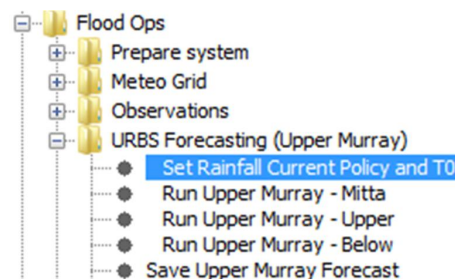 Flood Ops
Prepare system
Meteo Grid
Observations
URBS Forecasting (Upper Murray)
Set Rainfall Current Policy and T0
Run Upper Murray - Mitta
Run Upper Murray - Upper
Run Upper Murray - Below
Save Upper Murray Forecast